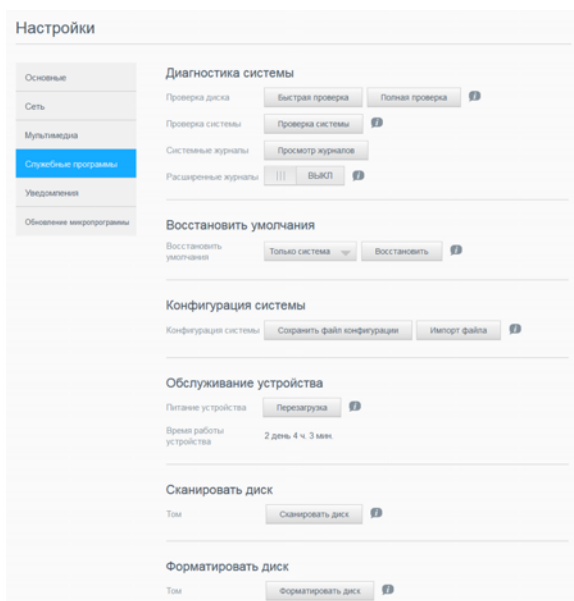 Настройки
Основные
Сеть
Мультимедиа
Служебные программы
Уведомления
Обновление микропрограммы
Диагностика системы
Проверка диска Быстрая проверка Полная проверка
Проверка системы Проверка системы
Системные журналы Просмотр журналов
Расширенные журналы ВЫКЛ
Восстановить умолчания
Восстановить умолчания Только система Восстановить
Конфигурация системы
Конфигурация системы Сохранить файл конфигурации Импорт файла
Обслуживание устройства
Питание устройства Перезагрузка
Время работы устройства 2 день 4 ч. 3 мин.
Сканировать диск
Том Сканировать диск
Форматировать диск
Том Форматировать диск